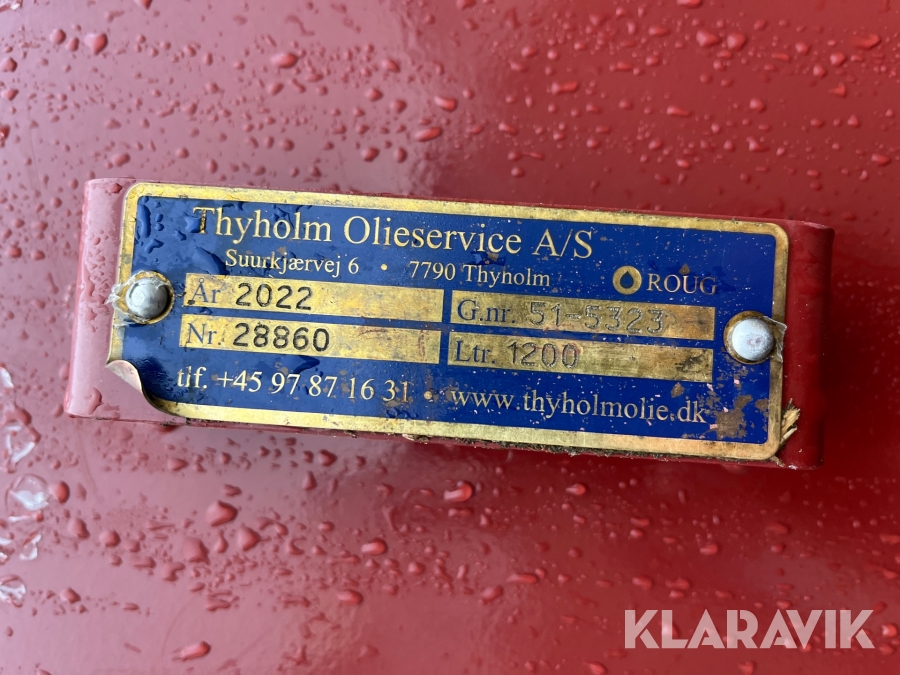 Thyholm Olieservice A/S
Suurkjærvej 6 • 7790 Thyholm
ROUG
År 2022
G.nr. 51-5323
Nr. 28860
Ltr. 1200
tlf. +45 97 87 16 31 • www.thyholmolie.dk
KLARAVIK